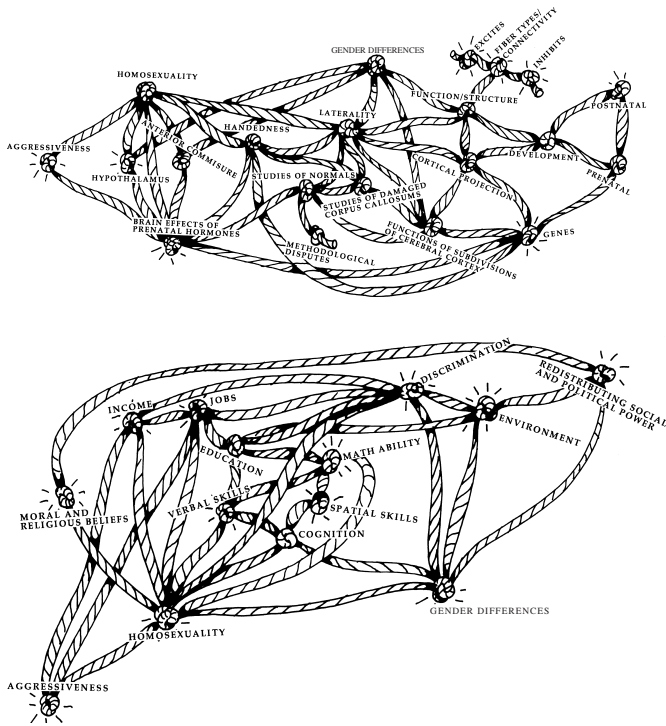 EXCITES
FIBER TYPES/
CONNECTIVITY
INHIBITS
GENDER DIFFERENCES
HOMOSEXUALITY
FUNCTION/STRUCTURE
POSTNATAL
LATERALITY
HANDEDNESS
ANTERIOR COMMISURE
AGGRESSIVENESS
HYPOTHALAMUS
DEVELOPMENT
CORTICAL PROJECTION
PRENATAL
STUDIES OF NORMALS
STUDIES OF DAMAGED
CORPUS CALLOSUMS
BRAIN EFFECTS OF
PRENATAL HORMONES
FUNCTIONS OF SUBDIVISIONS
OF CEREBRAL CORTEX
GENES
METHODOLOGICAL
DISPUTES
DISCRIMINATION
REDISTRIBUTING SOCIAL
AND POLITICAL POWER
INCOME
JOBS
ENVIRONMENT
EDUCATION
MATH ABILITY
VERBAL SKILLS
SPATIAL SKILLS
MORAL AND
RELIGIOUS BELIEFS
COGNITION
GENDER DIFFERENCES
HOMOSEXUALITY
AGGRESSIVENESS